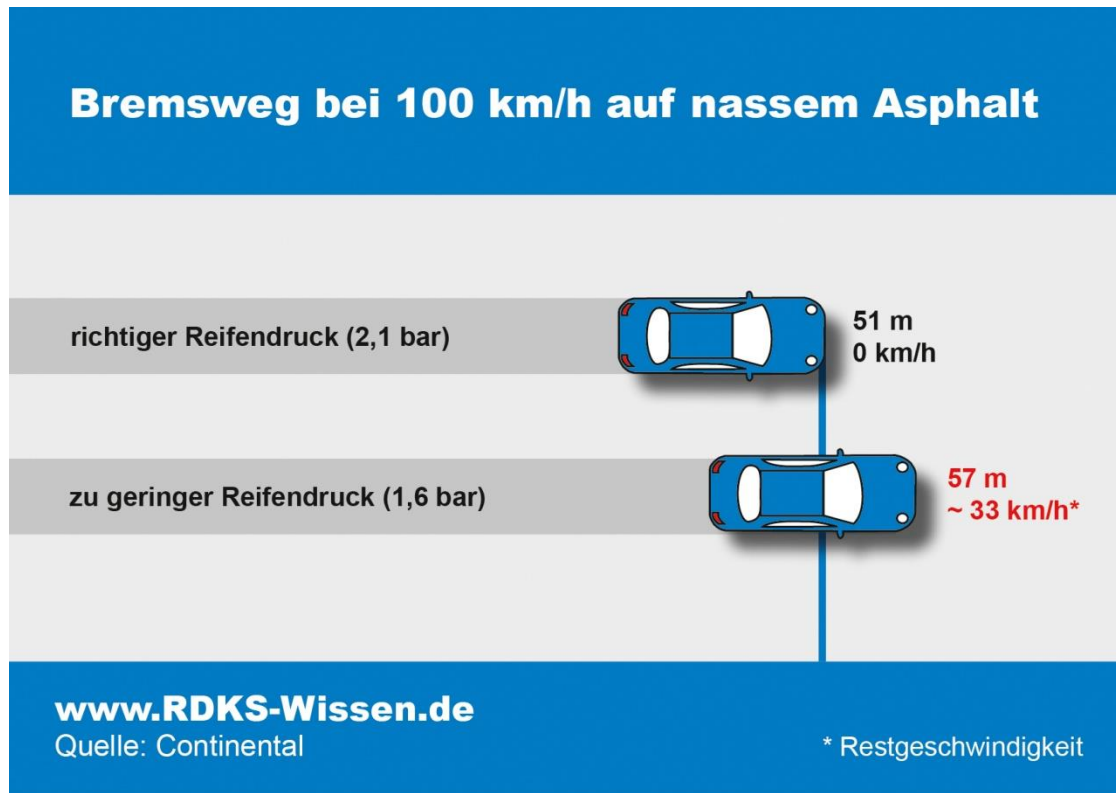 Bremsweg bei 100 km/h auf nassem Asphalt
richtiger Reifendruck (2,1 bar)
51 m
0 km/h
zu geringer Reifendruck (1,6 bar)
57 m
~ 33 km/h*
www.RDKS-Wissen.de
Quelle: Continental
* Restgeschwindigkeit